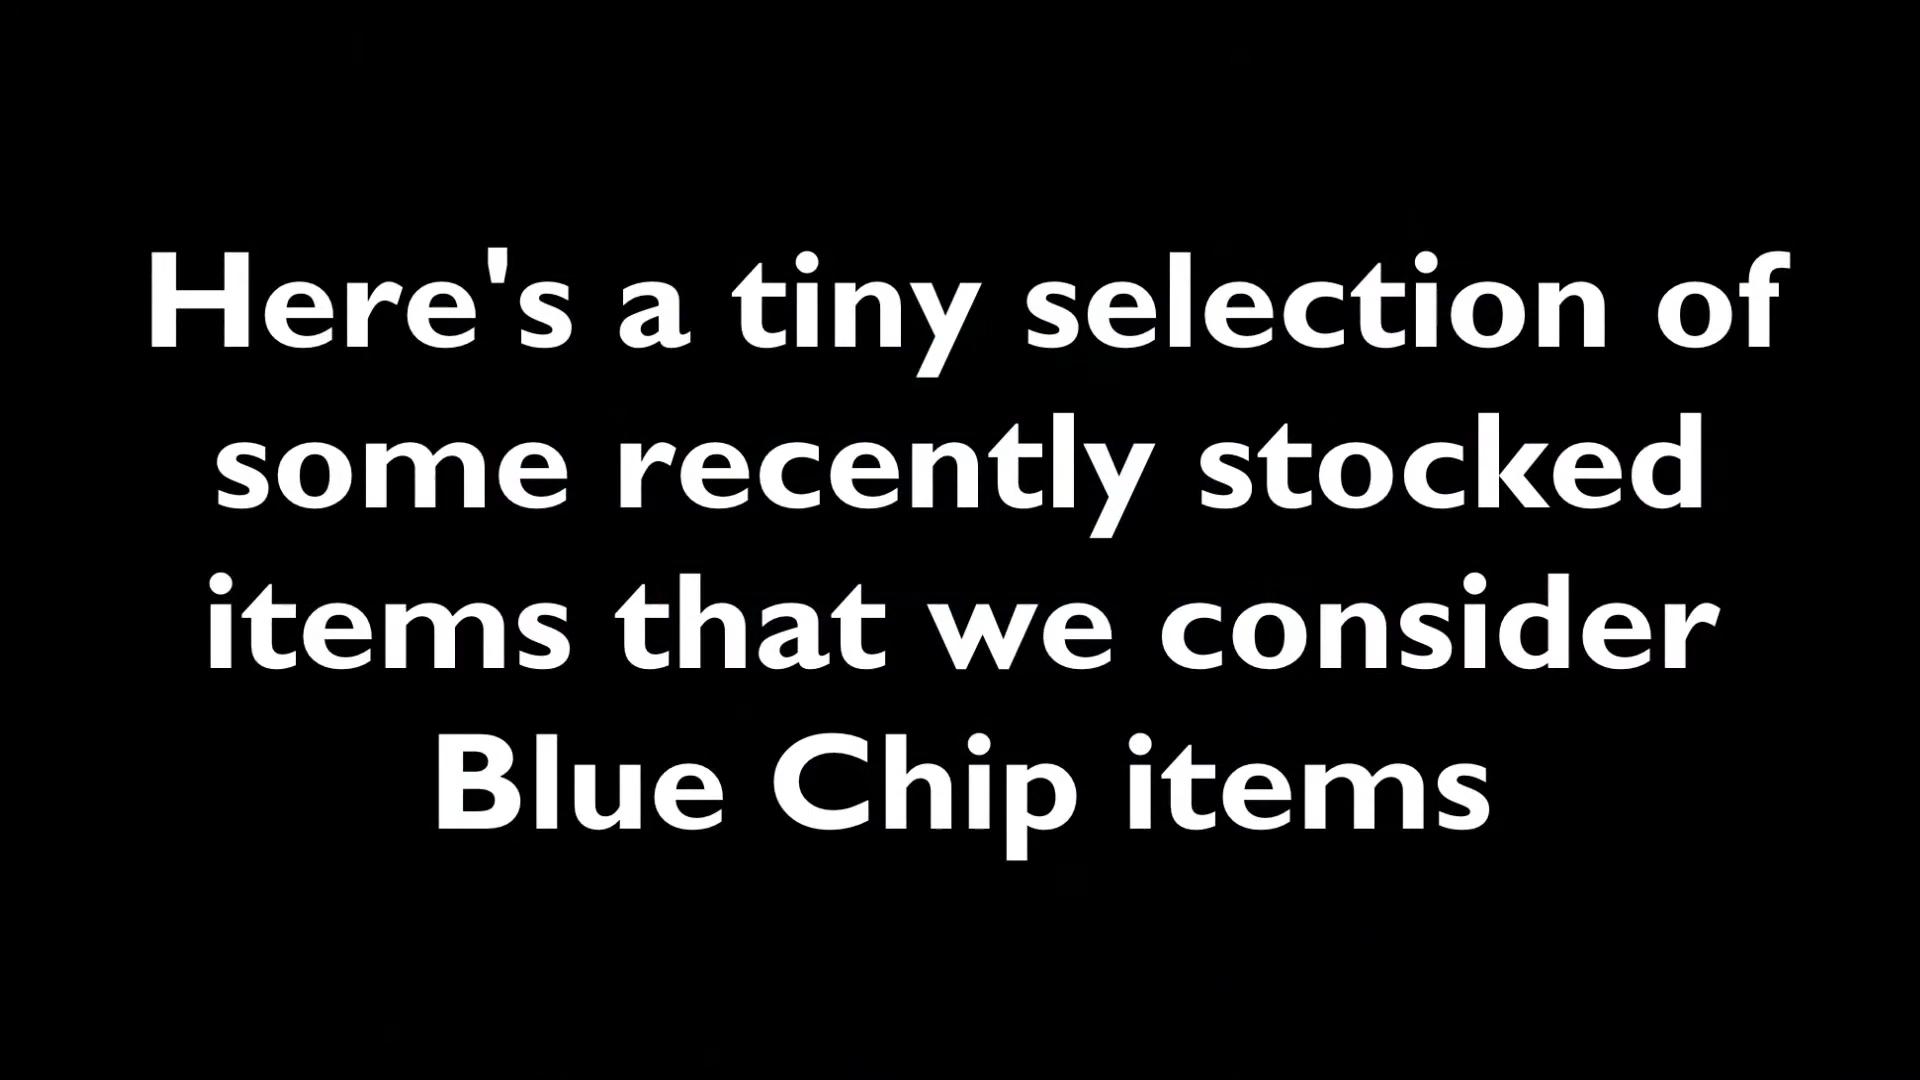 Here's a tiny selection of
some recently stocked
items that we consider
Blue Chip items